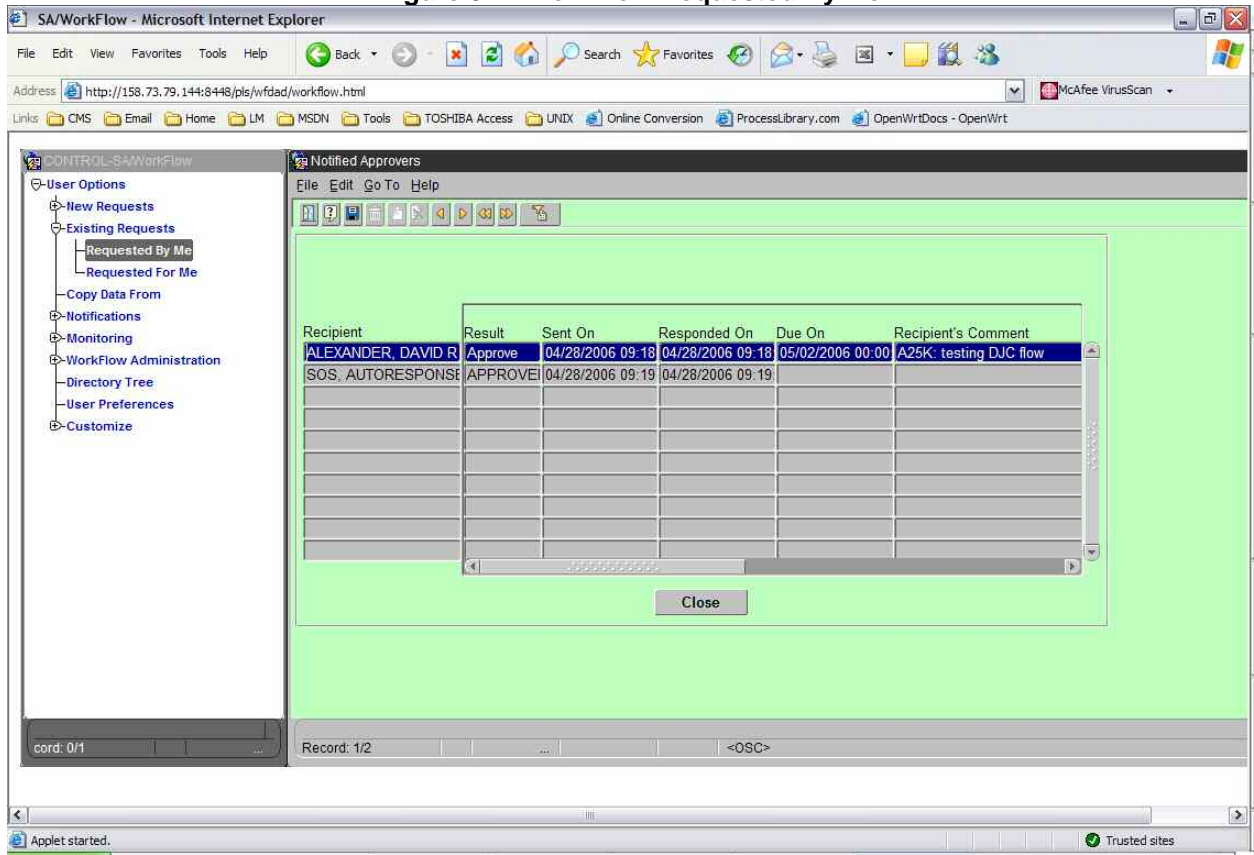 SA/WorkFlow - Microsoft Internet Explorer
File Edit View Favorites Tools Help Back Search Favorites
Address http://158.73.79.144:8448/pls/wfdad/workflow.html McAfee VirusScan
Links CMS Email Home LM MSDN Tools TOSHIBA Access UNIX Online Conversion ProcessLibrary.com OpenWrtDocs - OpenWrt
CONTROL-SA/WorkFlow
User Options
New Requests
Existing Requests
Requested By Me
Requested For Me
Copy Data From
Notifications
Monitoring
WorkFlow Administration
Directory Tree
User Preferences
Customize
cord: 0/1 ...
Notified Approvers
File Edit Go To Help
Recipient Result Sent On Responded On Due On Recipient's Comment
ALEXANDER, DAVID R Approve 04/28/2006 09:18 04/28/2006 09:18 05/02/2006 00:00 A25K: testing DJC flow
SOS, AUTORESPONSE APPROVE 04/28/2006 09:19 04/28/2006 09:19
Close
Record: 1/2 ... <OSC>
Applet started. Trusted sites